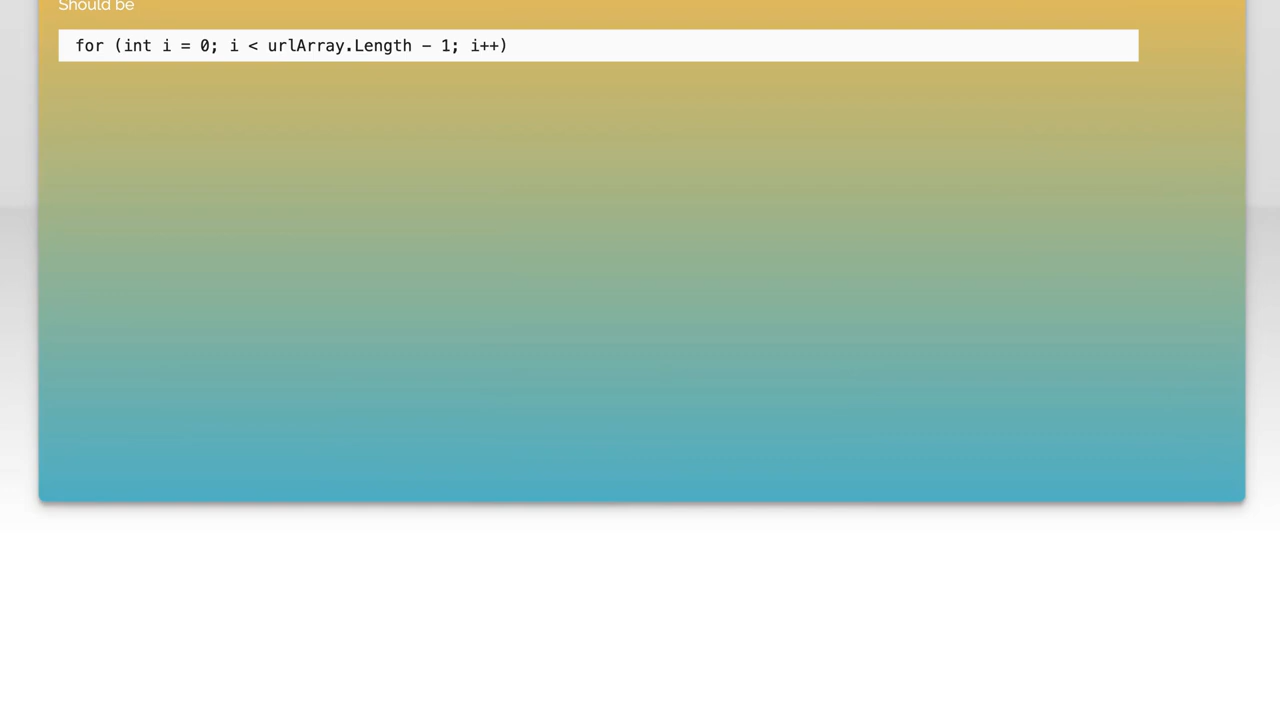 Should be
for (int i = 0; i < urlArray.Length - 1; i++)